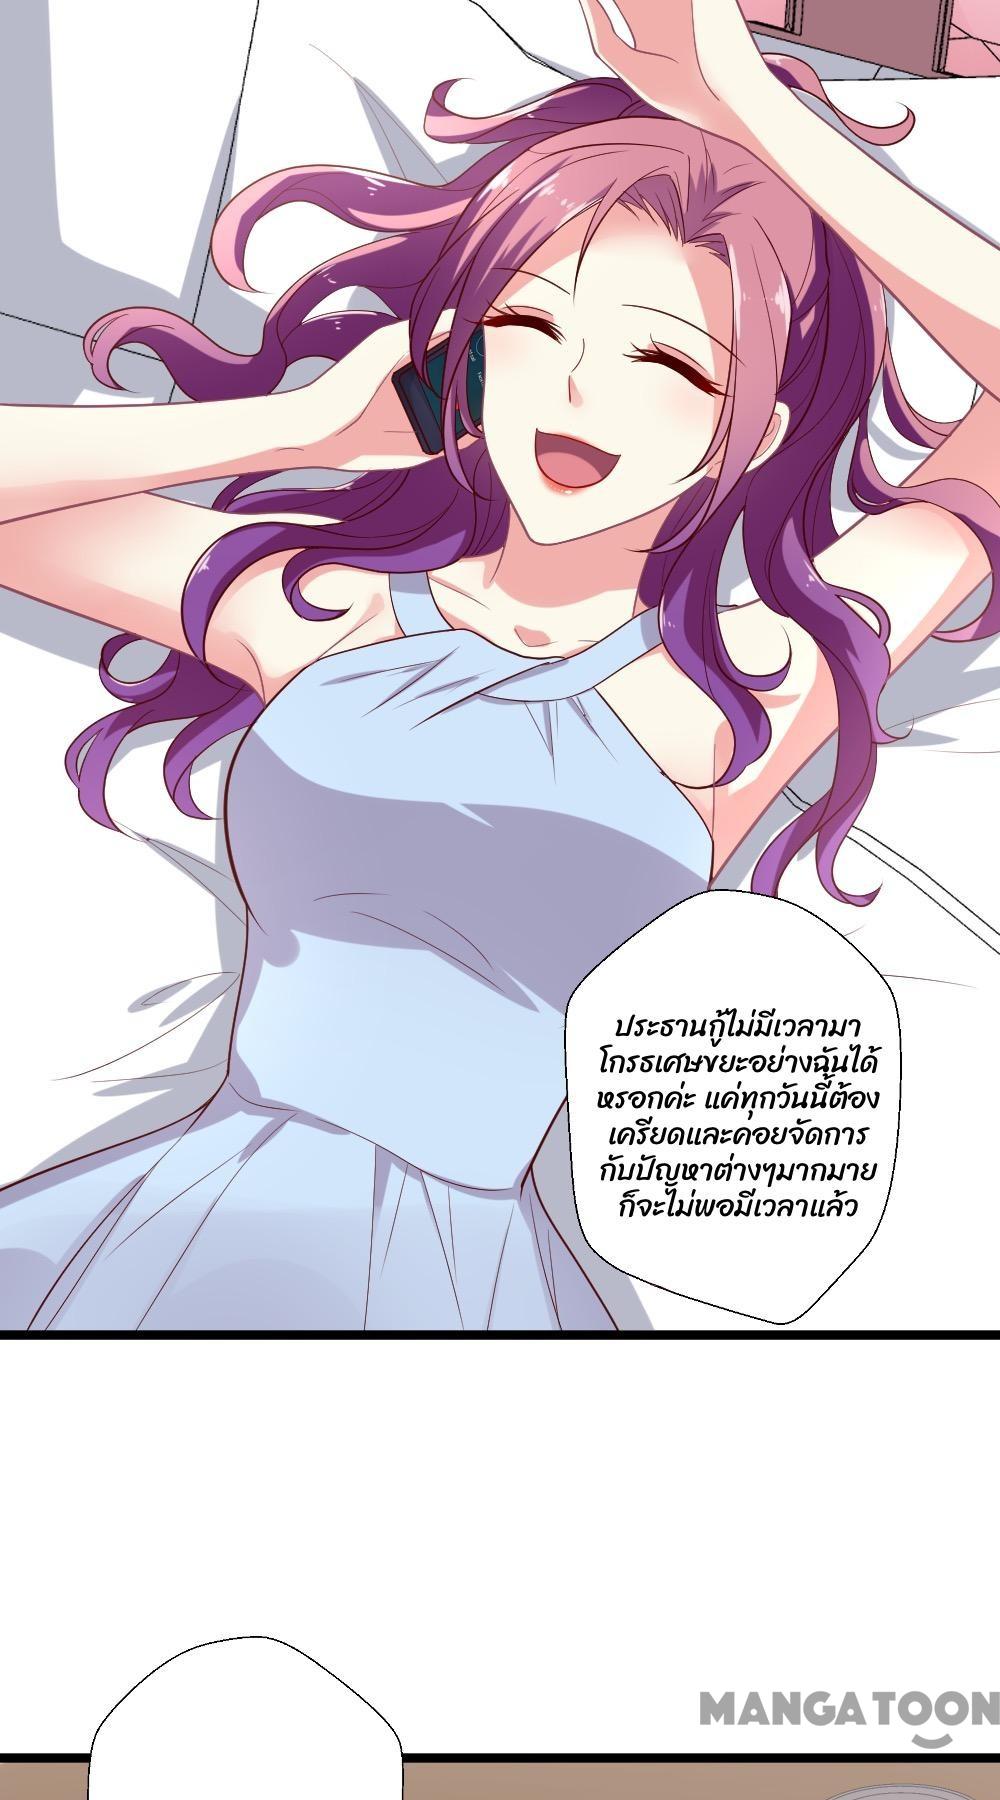 ประธานกู้ไม่มีเวลามา
โกรธเศษขยะอย่างฉันได้
หรอกค่ะ แค่ทุกวันนี้ต้อง
เครียดและคอยจัดการ
กับปัญหาต่างๆมากมาย
ก็จะไม่พอมีเวลาแล้ว
MANGATOON